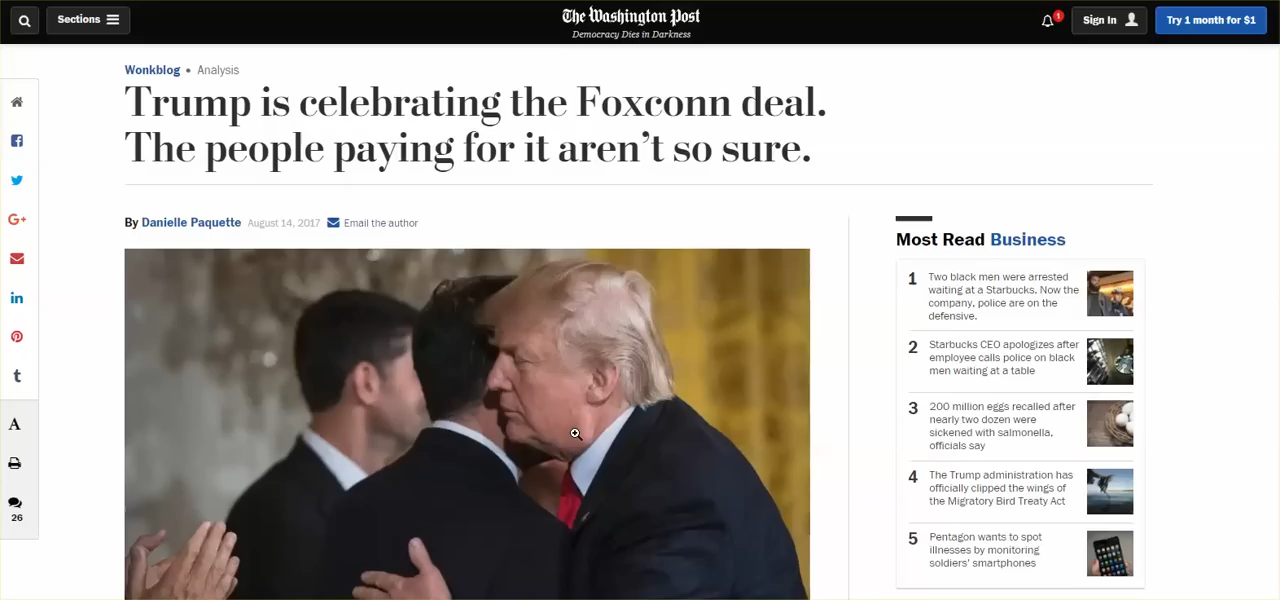 Sections
The Washington Post
Democracy Dies in Darkness
1
Sign In
Try 1 month for $1
Wonkblog • Analysis
Trump is celebrating the Foxconn deal.
The people paying for it aren't so sure.
By Danielle Paquette August 14, 2017 Email the author
G+
in
t
A
26
Most Read Business
1
Two black men were arrested
waiting at a Starbucks. Now the
company, police are on the
defensive.
2
Starbucks CEO apologizes after
employee calls police on black
men waiting at a table
3
200 million eggs recalled after
nearly two dozen were
sickened with salmonella,
officials say
4
The Trump administration has
officially clipped the wings of
the Migratory Bird Treaty Act
5
Pentagon wants to spot
illnesses by monitoring
soldiers' smartphones